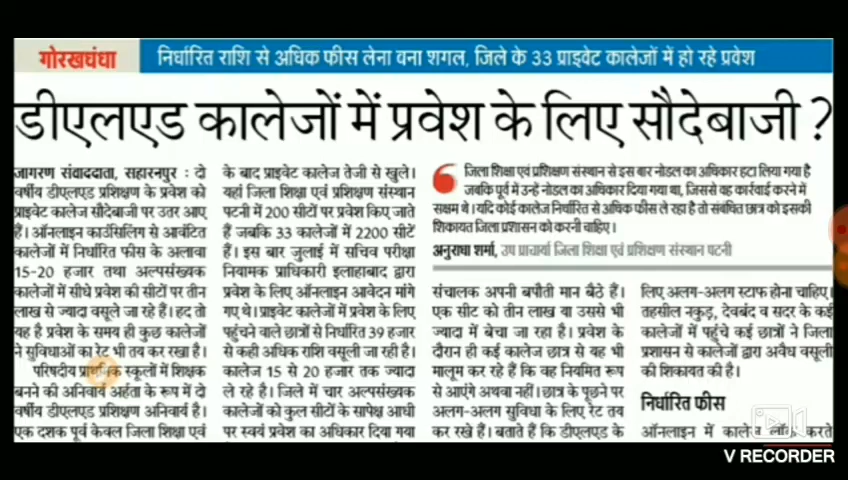 गोरखधंधा
निर्धारित राशि से अधिक फीस लेना बना शगल, जिले के 33 प्राइवेट कालेजों में हो रहे प्रवेश
डीएलएड कालेजों में प्रवेश के लिए सौदेबाजी ?
जागरण संवाददाता, सहारनपुर : दो
वर्षीय डीएलएड प्रशिक्षण के प्रवेश को
प्राइवेट कालेज सौदेबाजी पर उतर आए
हैं। ऑनलाइन काउंसिलिंग से आवंटित
कालेजों में निर्धारित फीस के अलावा
15-20 हजार तथा अल्पसंख्यक
कालेजों में सीधे प्रवेश की सीटों पर तीन
लाख से ज्यादा वसूले जा रहे हैं। हद तो
यह है प्रवेश के समय ही कुछ कालेजों
ने सुविधाओं का रेट भी तय कर रखा है।
परिषदीय प्राथमिक स्कूलों में शिक्षक
बनने की अनिवार्य अर्हता के रूप में दो
वर्षीय डीएलएड प्रशिक्षण अनिवार्य है।
एक दशक पूर्व केवल जिला शिक्षा एवं
के बाद प्राइवेट कालेज तेजी से खुले।
यहां जिला शिक्षा एवं प्रशिक्षण संस्थान
पटनी में 200 सीटों पर प्रवेश किए जाते
हैं जबकि 33 कालेजों में 2200 सीटें
हैं। इस बार जुलाई में सचिव परीक्षा
नियामक प्राधिकारी इलाहाबाद द्वारा
प्रवेश के लिए ऑनलाइन आवेदन मांगे
गए थे। प्राइवेट कालेजों में प्रवेश के लिए
पहुंचने वाले छात्रों से निर्धारित 39 हजार
से कही अधिक राशि वसूली जा रही है।
कालेज 15 से 20 हजार तक ज्यादा
ले रहे है। जिले में चार अल्पसंख्यक
कालेजों को कुल सीटों के सापेक्ष आधी
पर स्वयं प्रवेश का अधिकार दिया गया
जिला शिक्षा एवं प्रशिक्षण संस्थान से इस बार नोडल का अधिकार हटा लिया गया है
जबकि पूर्व में उन्हें नोडल का अधिकार दिया गया था, जिससे वह कार्रवाई करने में
सक्षम थे। यदि कोई कालेज निर्धारित से अधिक फीस ले रहा है तो संबंधित छात्र को इसकी
शिकायत जिला प्रशासन को करनी चाहिए।
अनुराधा शर्मा, उप प्राचार्या जिला शिक्षा एवं प्रशिक्षण संस्थान पटनी
संचालक अपनी बपौती मान बैठे हैं।
एक सीट को तीन लाख या उससे भी
ज्यादा में बेचा जा रहा है। प्रवेश के
दौरान ही कई कालेज छात्र से यह भी
मालूम कर रहे हैं कि वह नियमित रूप
से आएंगे अथवा नहीं। छात्र के पूछने पर
अलग-अलग सुविधा के लिए रेट तय
कर रखे हैं। बताते हैं कि डीएलएड के
लिए अलग-अलग स्टाफ होना चाहिए।
तहसील नकुड़, देवबंद व सदर के कई
कालेजों में पहुंचे कई छात्रों ने जिला
प्रशासन से कालेजों द्वारा अवैध वसूली
की शिकायत की है।
निर्धारित फीस
ऑनलाइन में कालेज लॉक करते
V RECORDER